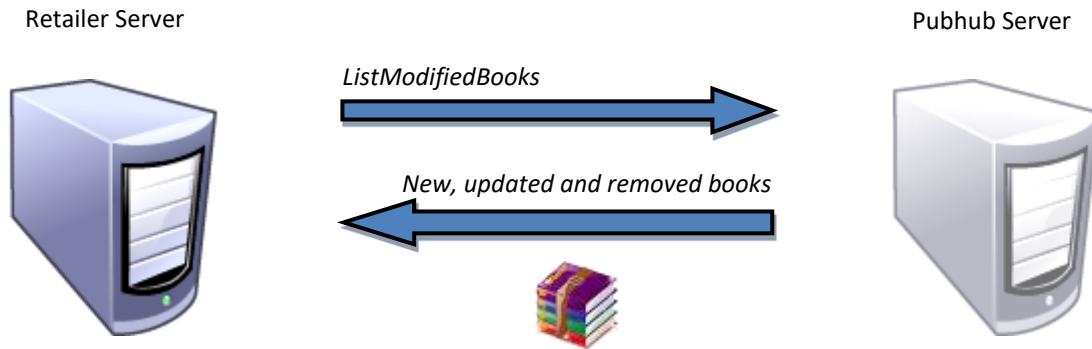 Retailer Server
Pubhub Server
ListModifiedBooks
New, updated and removed books